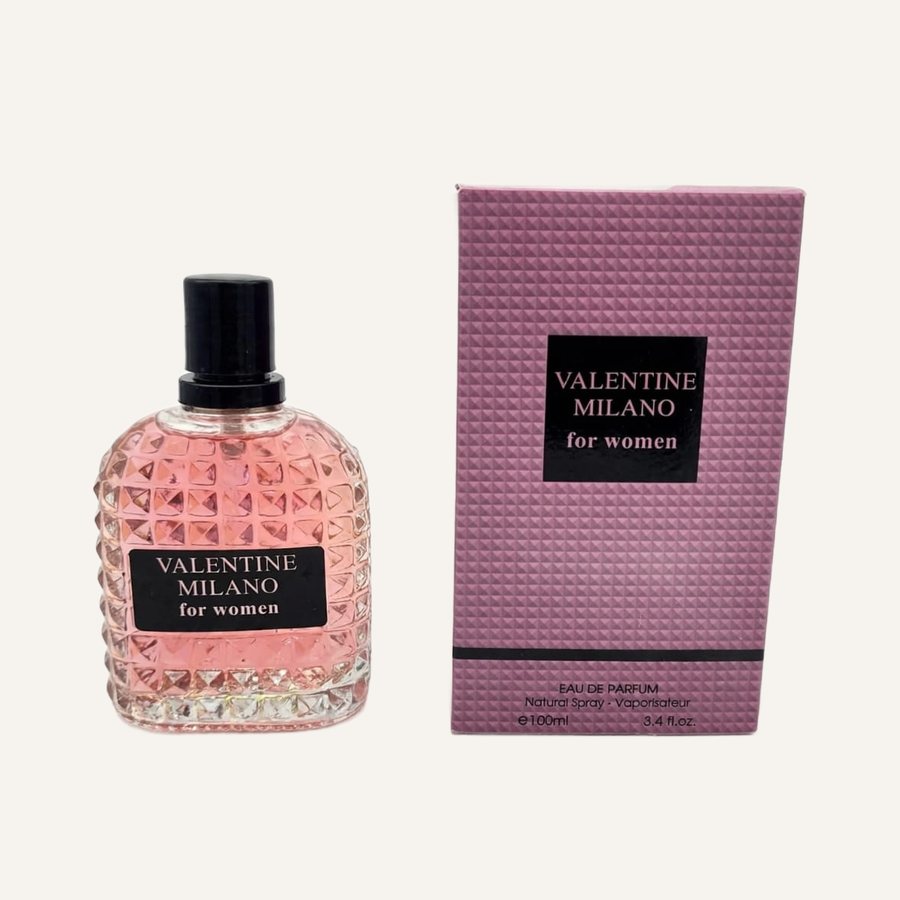 VALENTINE
MILANO
for women
VALENTINE
MILANO
for women
EAU DE PARFUM
Natural Spray - Vaporisateur
e100ml 3.4 fl.oz.